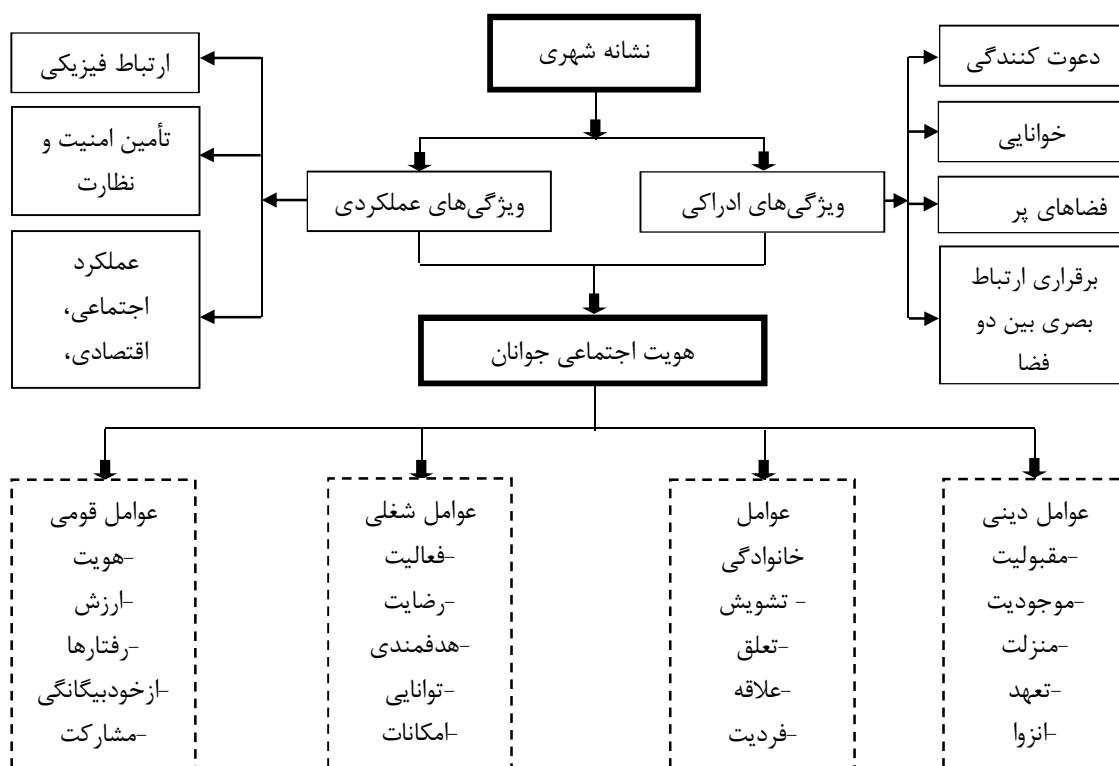 نشانه شهری
دعوت کنندگی
خوانایی
فضاهای پر
برقراری ارتباط
بصری بین دو
فضا
ویژگی‌های ادراکی
ویژگی‌های عملکردی
ارتباط فیزیکی
تأمین امنیت و
نظارت
عملکرد
اجتماعی،
اقتصادی،
هویت اجتماعی جوانان
عوامل دینی
-مقبولیت
-موجودیت
-منزلت
-تعهد
-انزوا
عوامل
خانوادگی
- تشویش
-تعلق
-علاقه
-فردیت
عوامل شغلی
-فعالیت
-رضایت
-هدفمندی
-توانایی
-امکانات
عوامل قومی
-هویت
-ارزش
-رفتارها
-ازخودبیگانگی
-مشارکت